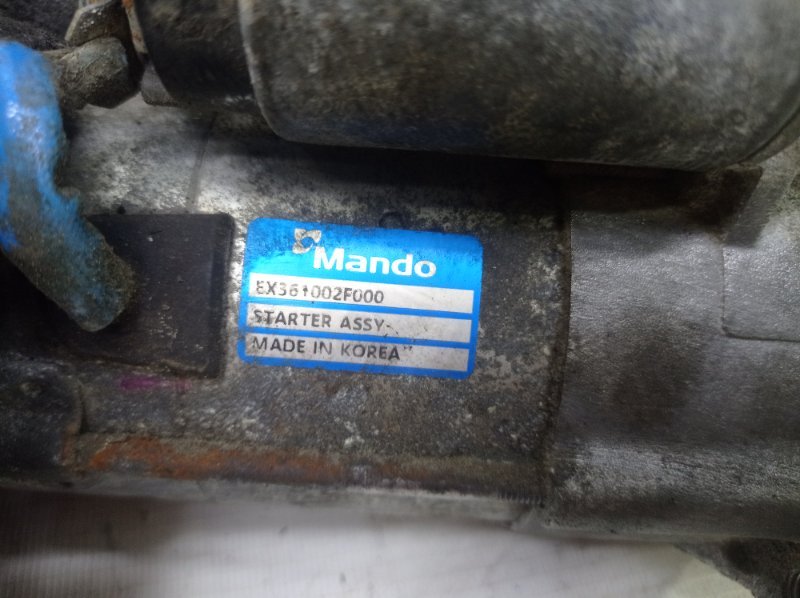 Mando
EX361002F000
STARTER ASSY-
MADE IN KOREA